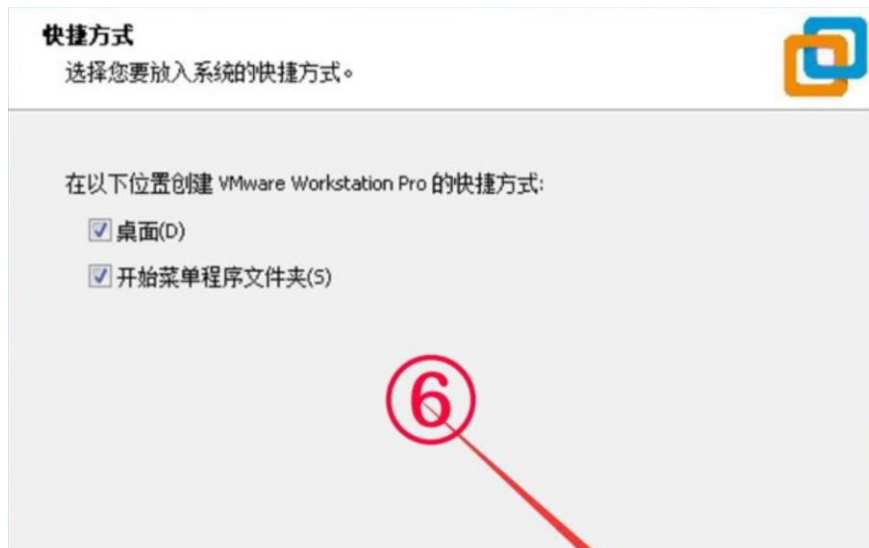 快捷方式
选择您要放入系统的快捷方式。
在以下位置创建 VMware Workstation Pro 的快捷方式:
桌面(D)
开始菜单程序文件夹(S)
⑥